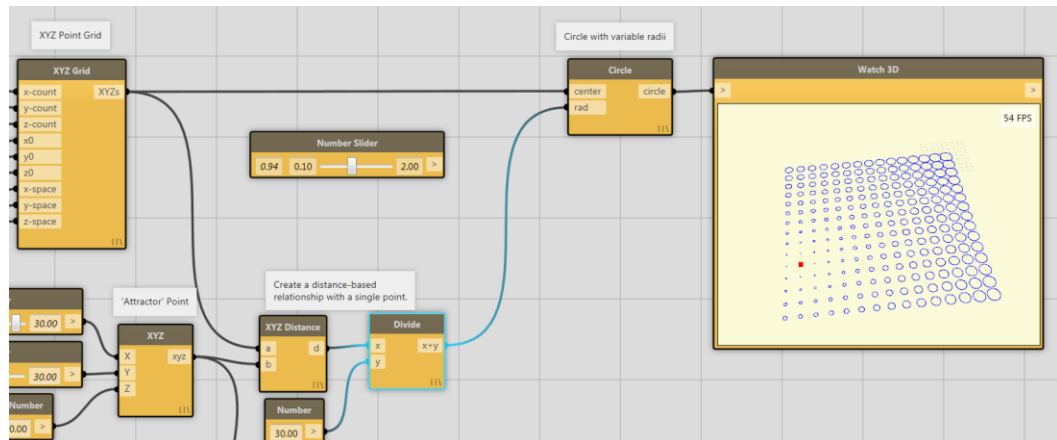 XYZ Point Grid
XYZ Grid
x-count XYZs
y-count
z-count
x0
y0
z0
x-space
y-space
z-space
Number Slider
0.94 0.10 2.00 >
Circle with variable radii
Circle
center circle
rad
Watch 3D
> >
54 FPS
'Attractor' Point
30.00 >
30.00 >
Number
0.00 >
XYZ
X xyz
Y
Z
Create a distance-based
relationship with a single point.
XYZ Distance
a d
b
Divide
x x÷y
y
Number
30.00 >